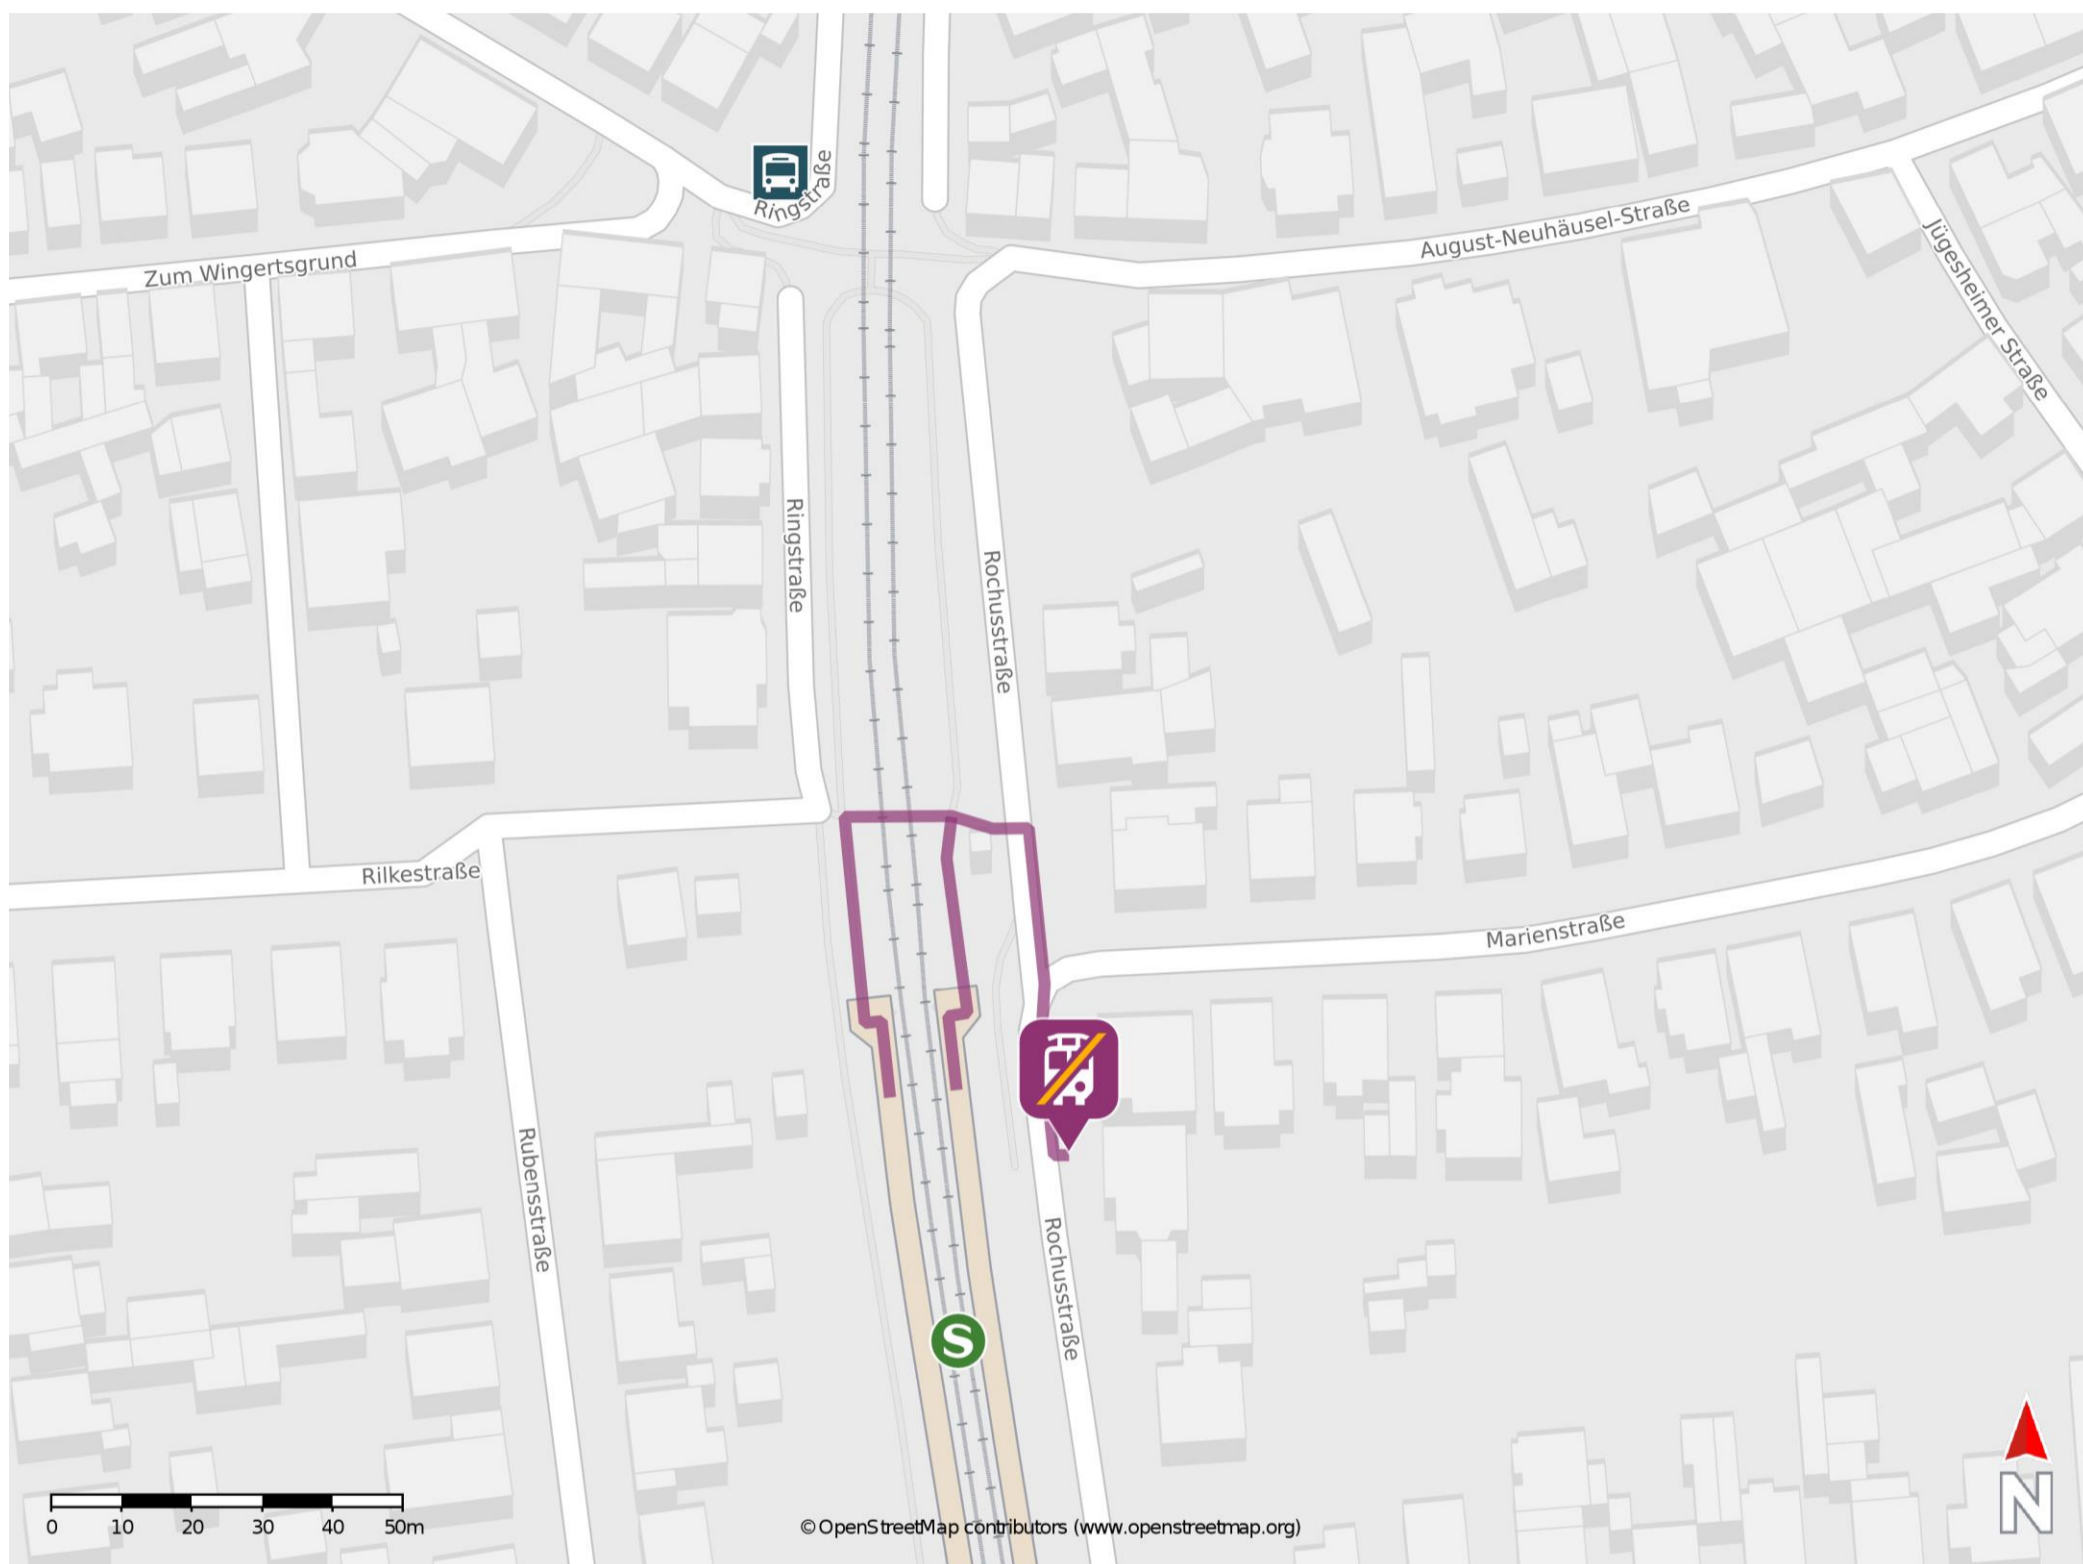 Ringstraße
Zum Wingertsgrund
August-Neuhäusel-Straße
Jügesheimer Straße
Ringstraße
Rochusstraße
Rilkestraße
Marienstraße
Rubensstraße
Rochusstraße
S
0 10 20 30 40 50m
© OpenStreetMap contributors (www.openstreetmap.org)
N